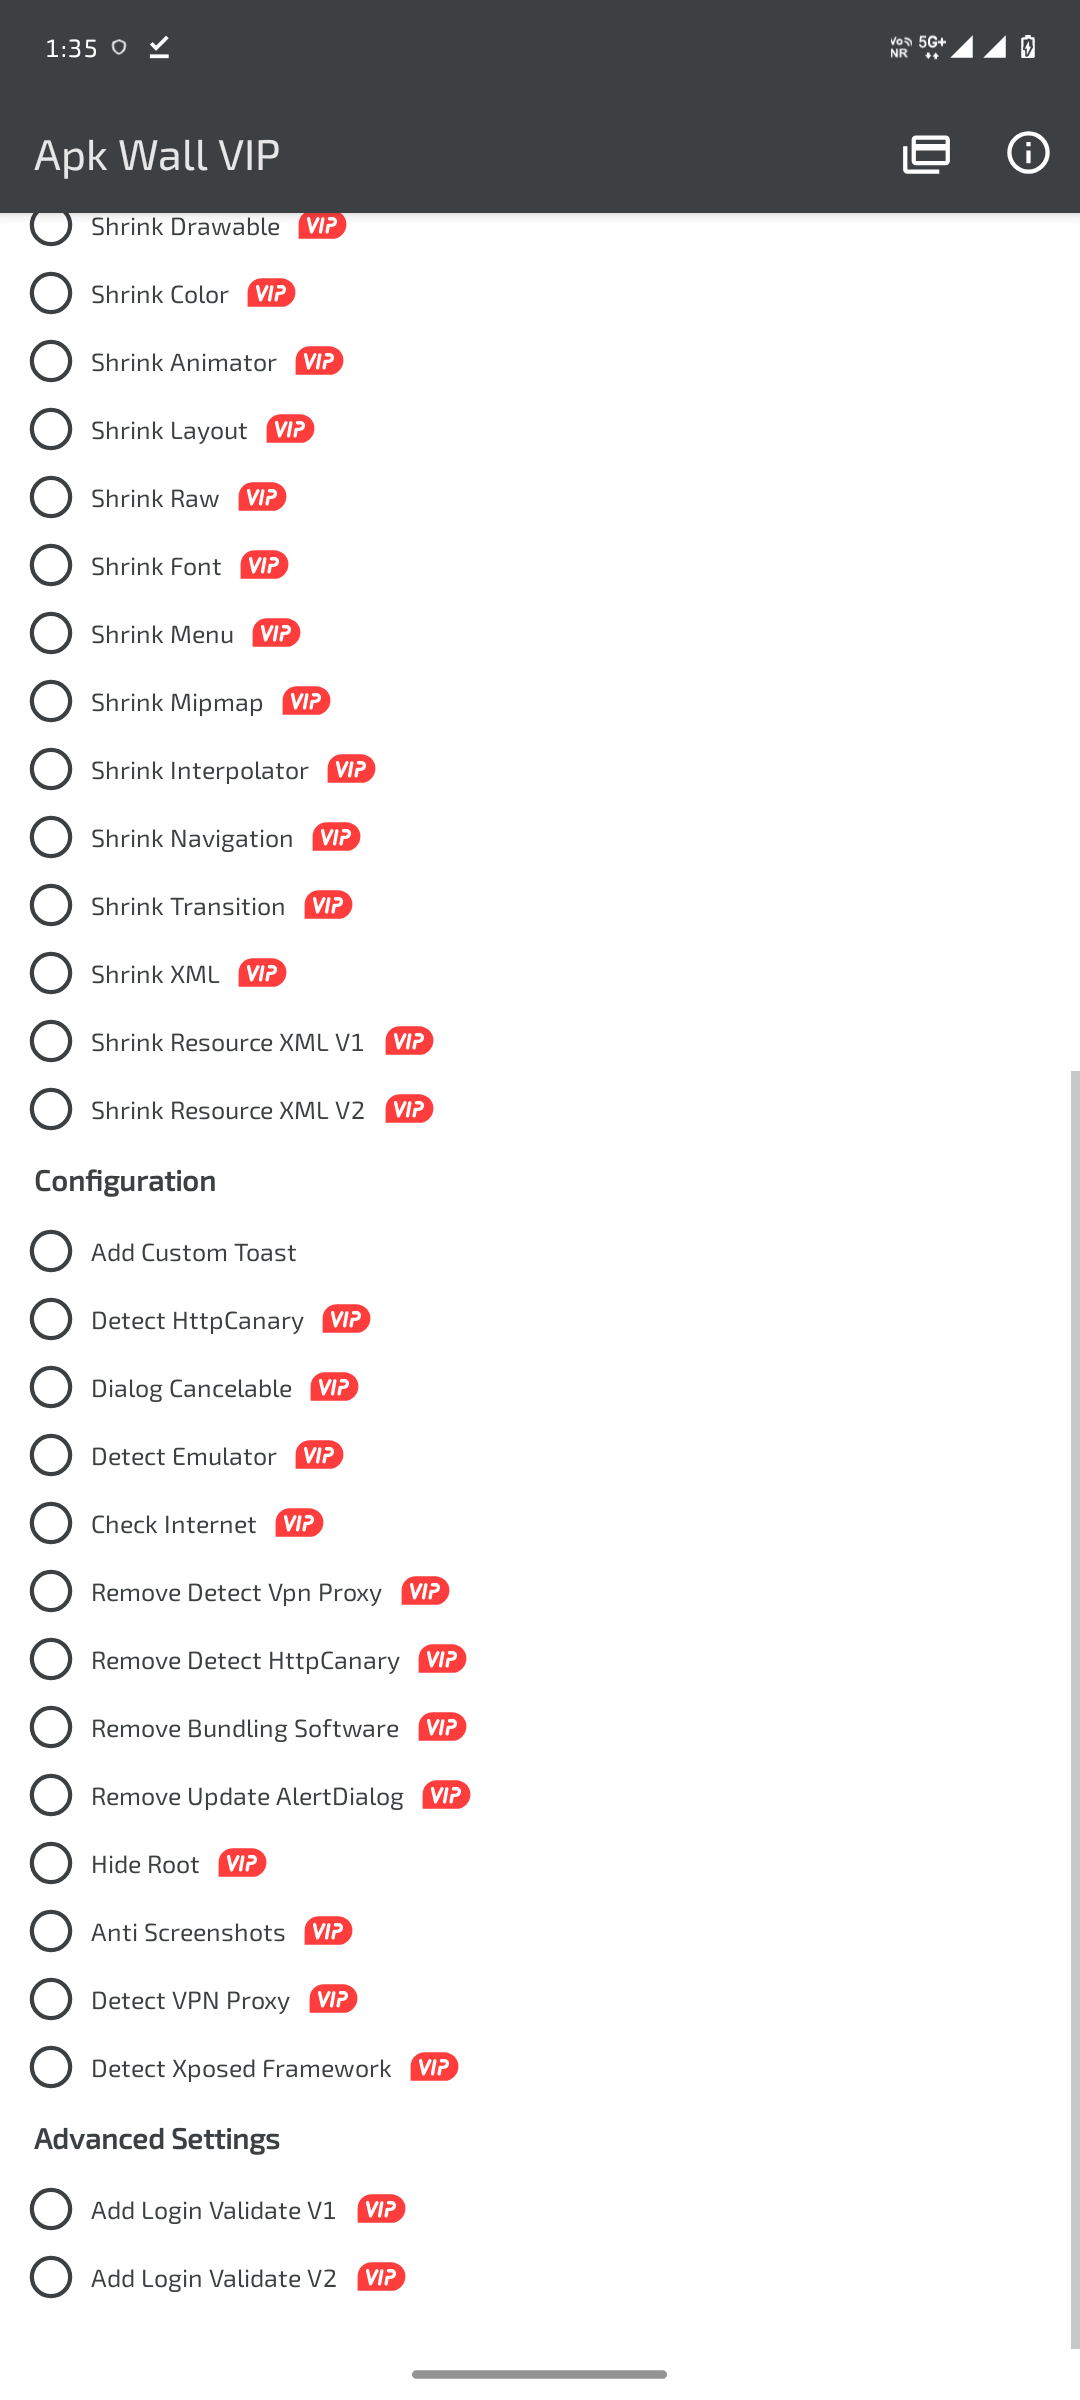 1:35
Vo
NR
5G+
Apk Wall VIP
Shrink Drawable VIP
Shrink Color VIP
Shrink Animator VIP
Shrink Layout VIP
Shrink Raw VIP
Shrink Font VIP
Shrink Menu VIP
Shrink Mipmap VIP
Shrink Interpolator VIP
Shrink Navigation VIP
Shrink Transition VIP
Shrink XML VIP
Shrink Resource XML V1 VIP
Shrink Resource XML V2 VIP
Configuration
Add Custom Toast
Detect HttpCanary VIP
Dialog Cancelable VIP
Detect Emulator VIP
Check Internet VIP
Remove Detect Vpn Proxy VIP
Remove Detect HttpCanary VIP
Remove Bundling Software VIP
Remove Update AlertDialog VIP
Hide Root VIP
Anti Screenshots VIP
Detect VPN Proxy VIP
Detect Xposed Framework VIP
Advanced Settings
Add Login Validate V1 VIP
Add Login Validate V2 VIP